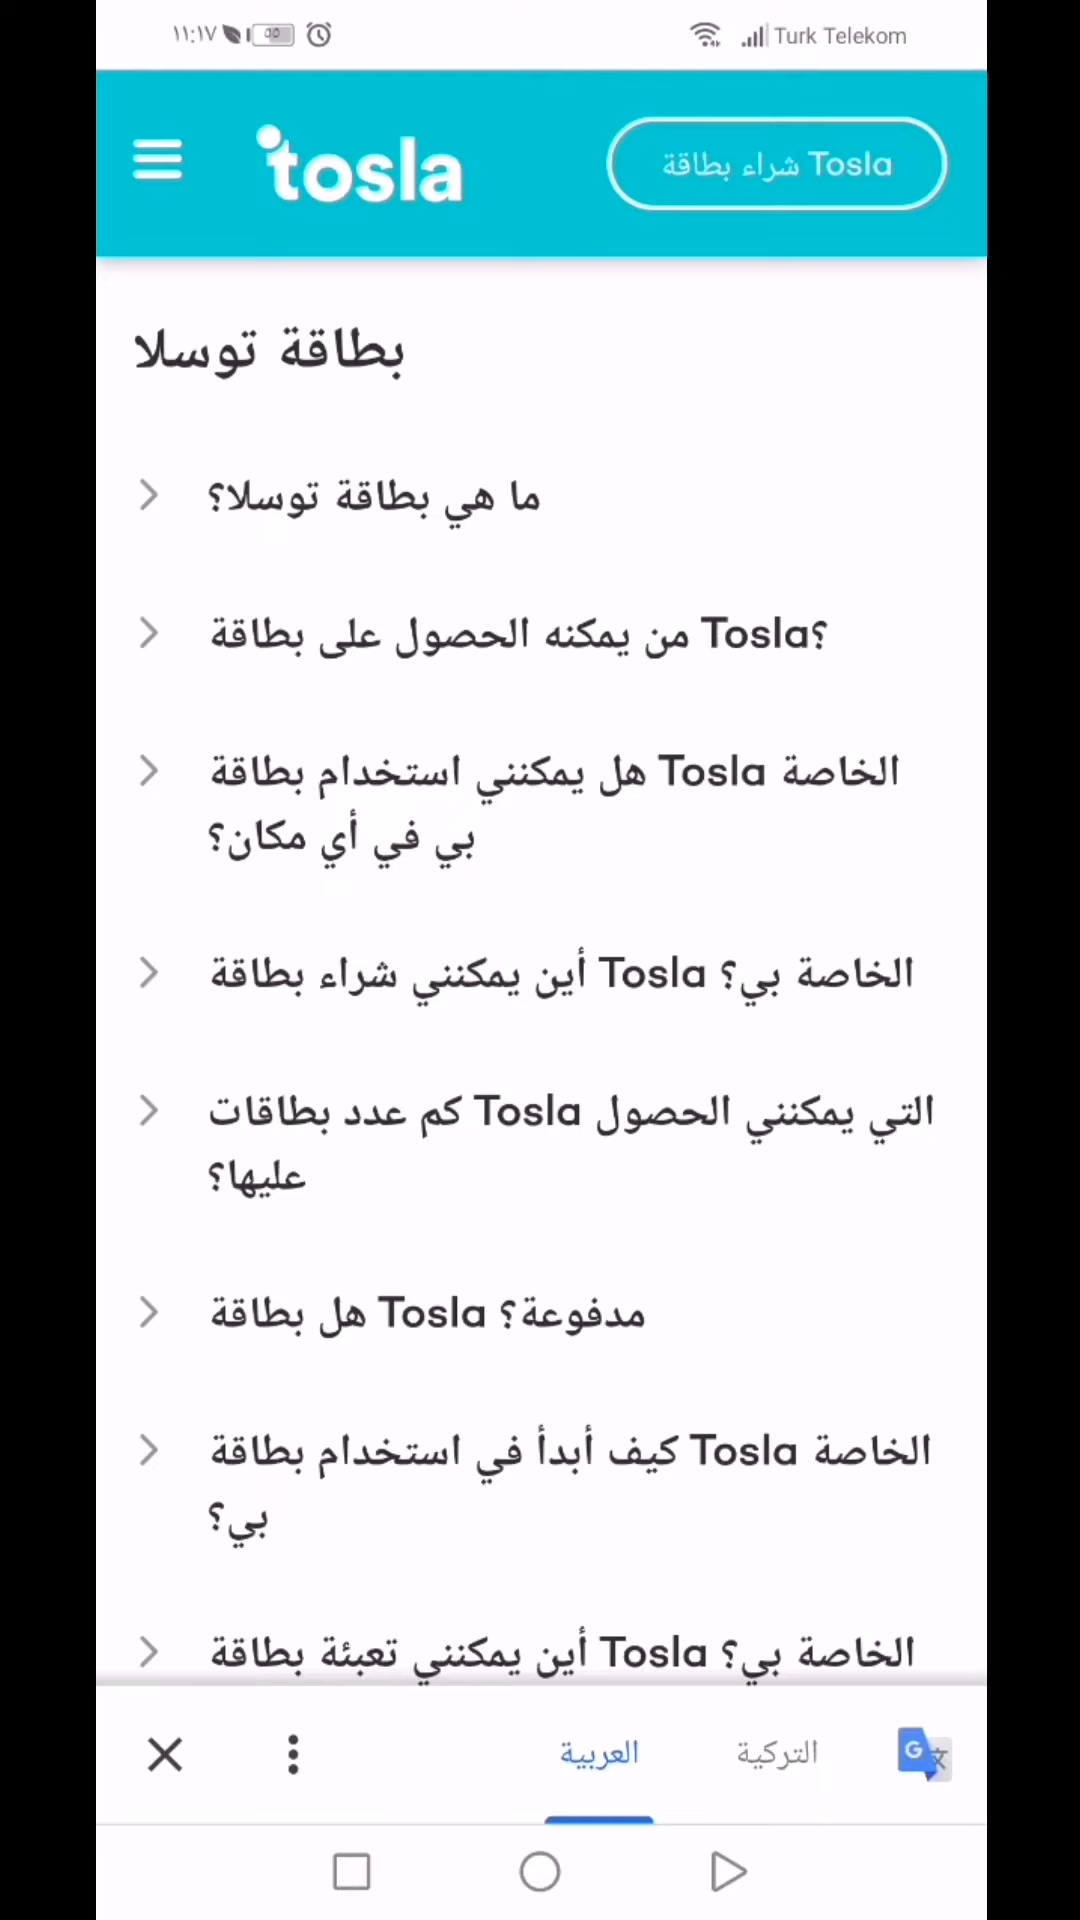 ١١:١٧
٥٥
Turk Telekom
tosla
شراء بطاقة Tosla
بطاقة توسلا
ما هي بطاقة توسلا؟
من يمكنه الحصول على بطاقة Tosla؟
هل يمكنني استخدام بطاقة Tosla الخاصة
بي في أي مكان؟
أين يمكنني شراء بطاقة Tosla الخاصة بي؟
كم عدد بطاقات Tosla التي يمكنني الحصول
عليها؟
هل بطاقة Tosla مدفوعة؟
كيف أبدأ في استخدام بطاقة Tosla الخاصة
بي؟
أين يمكنني تعبئة بطاقة Tosla الخاصة بي؟
التركية
العربية